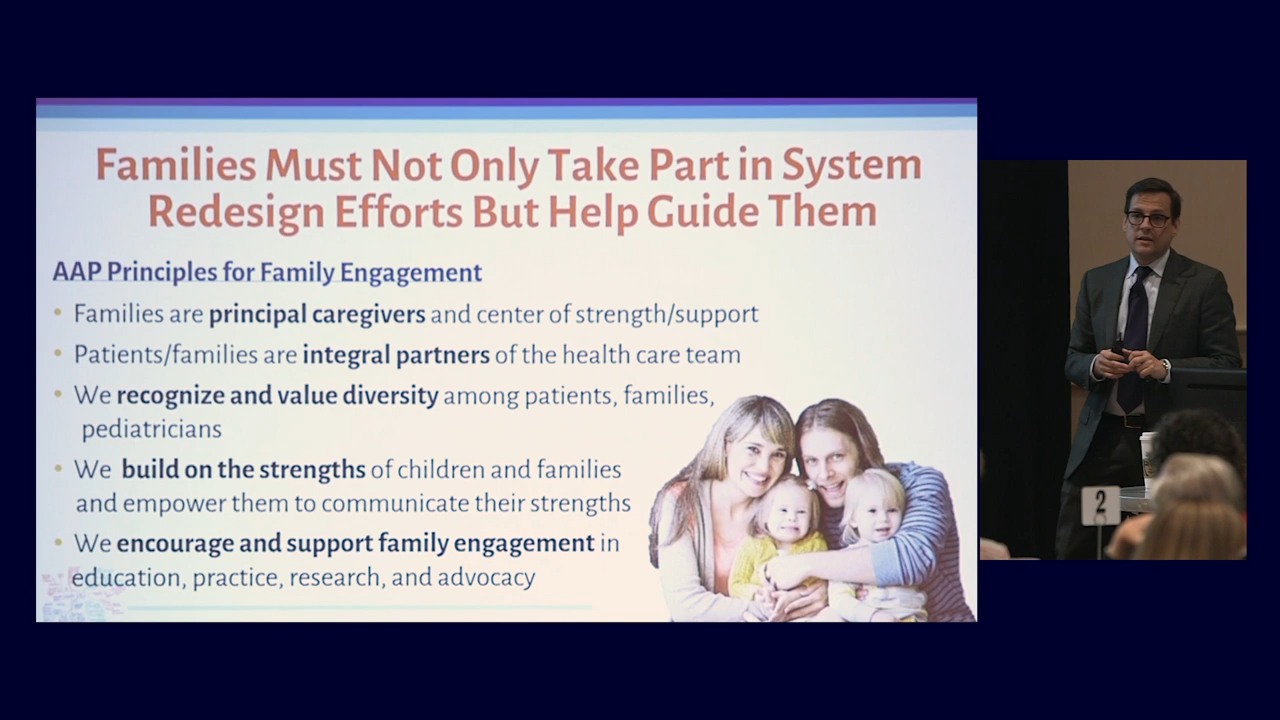 Families Must Not Only Take Part in System
Redesign Efforts But Help Guide Them
AAP Principles for Family Engagement
• Families are principal caregivers and center of strength/support
• Patients/families are integral partners of the health care team
• We recognize and value diversity among patients, families,
pediatricians
• We build on the strengths of children and families
and empower them to communicate their strengths
• We encourage and support family engagement in
education, practice, research, and advocacy
2